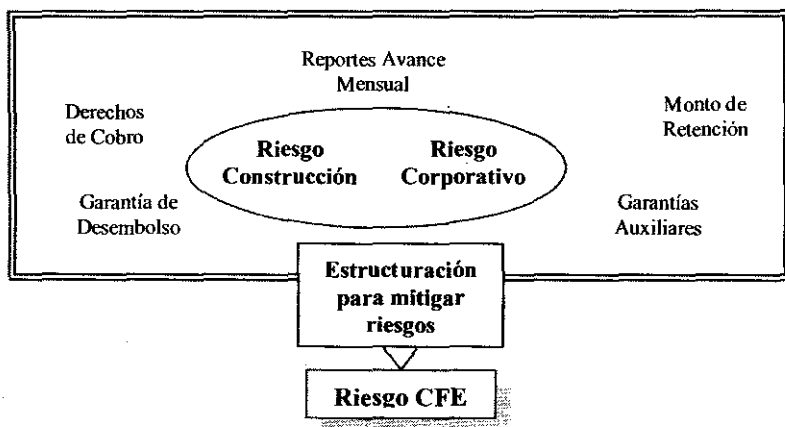 Reportes Avance
Mensual
Derechos
de Cobro
Monto de
Retención
Riesgo
Construcción
Riesgo
Corporativo
Garantía de
Desembolso
Garantías
Auxiliares
Estructuración
para mitigar
riesgos
Riesgo CFE